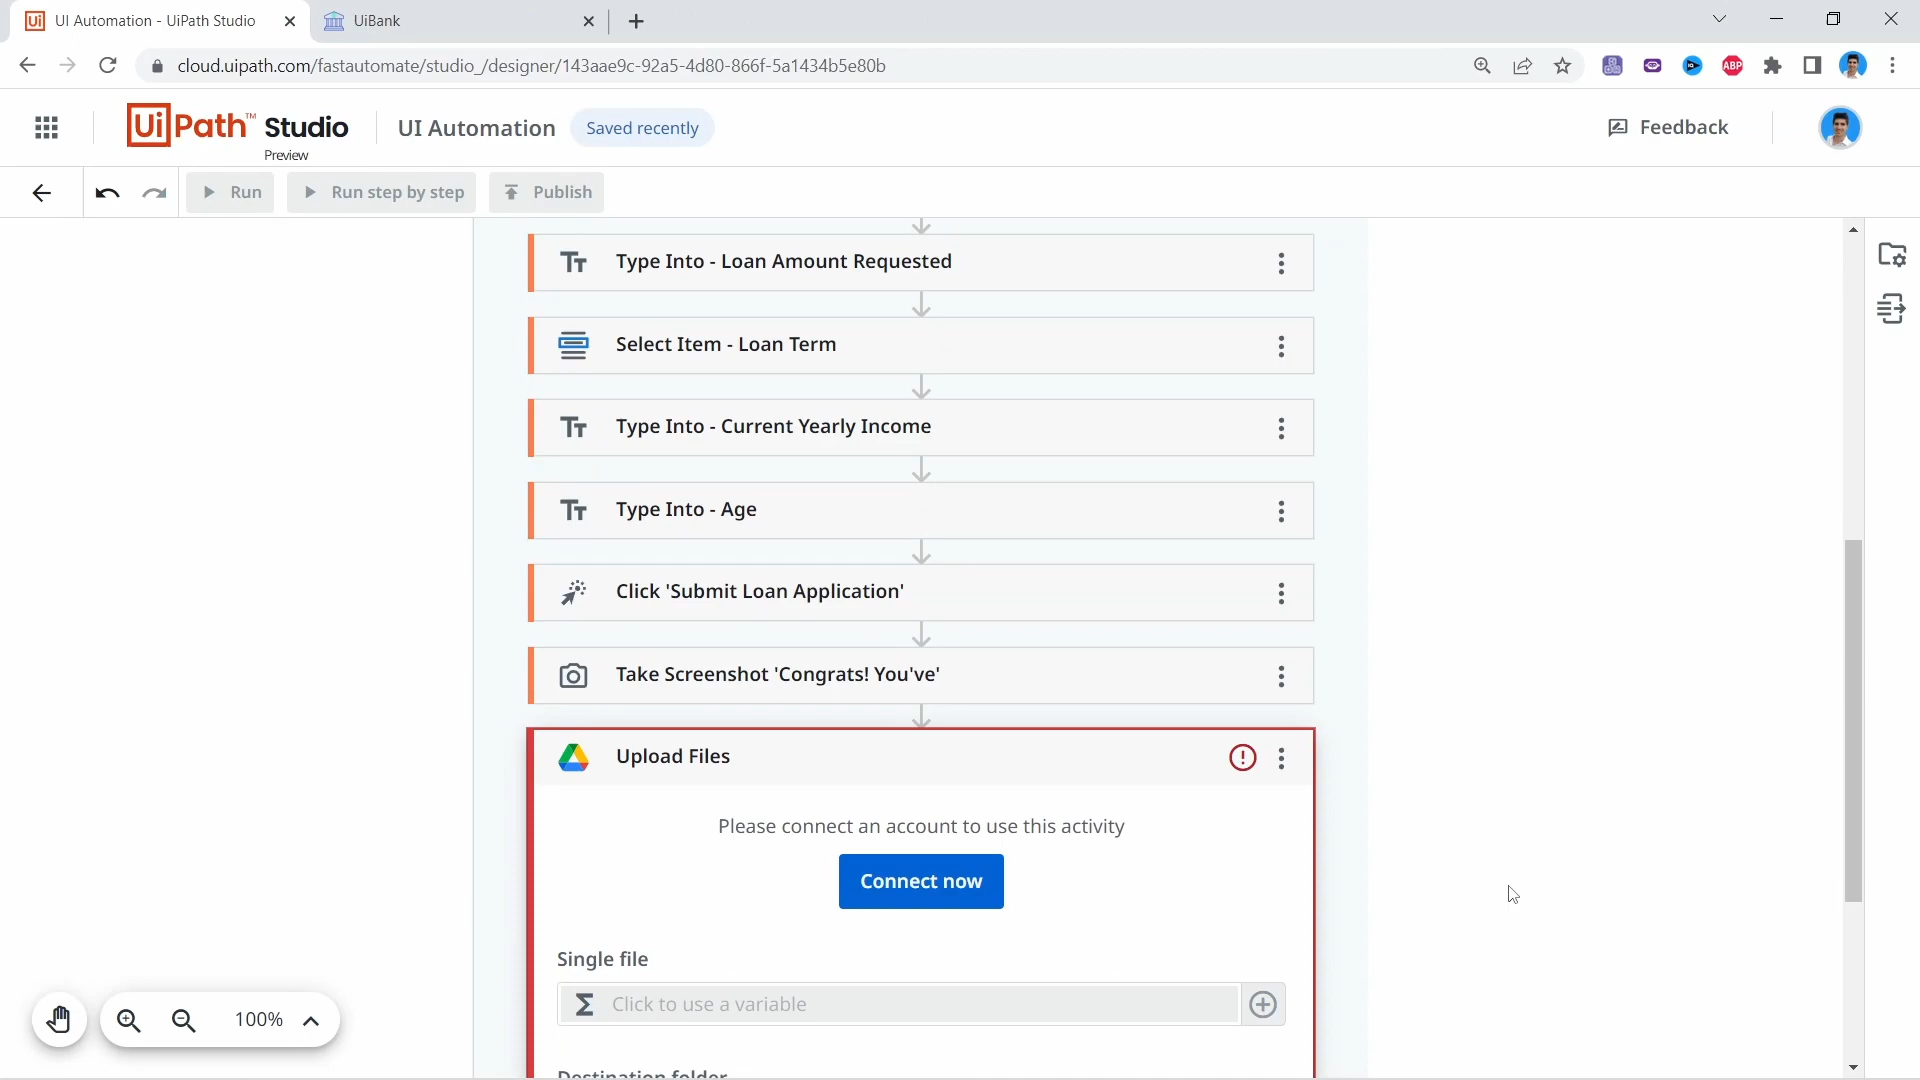 UI Automation - UiPath Studio
UiBank
cloud.uipath.com/fastautomate/studio_/designer/143aae9c-92a5-4d80-866f-5a1434b5e80b
ABP
UiPath™ Studio
Preview
UI Automation
Saved recently
Feedback
Run
Run step by step
Publish
Type Into - Loan Amount Requested
Select Item - Loan Term
Type Into - Current Yearly Income
Type Into - Age
Click 'Submit Loan Application'
Take Screenshot 'Congrats! You've'
Upload Files
Please connect an account to use this activity
Connect now
Single file
Click to use a variable
100%
Destination folder